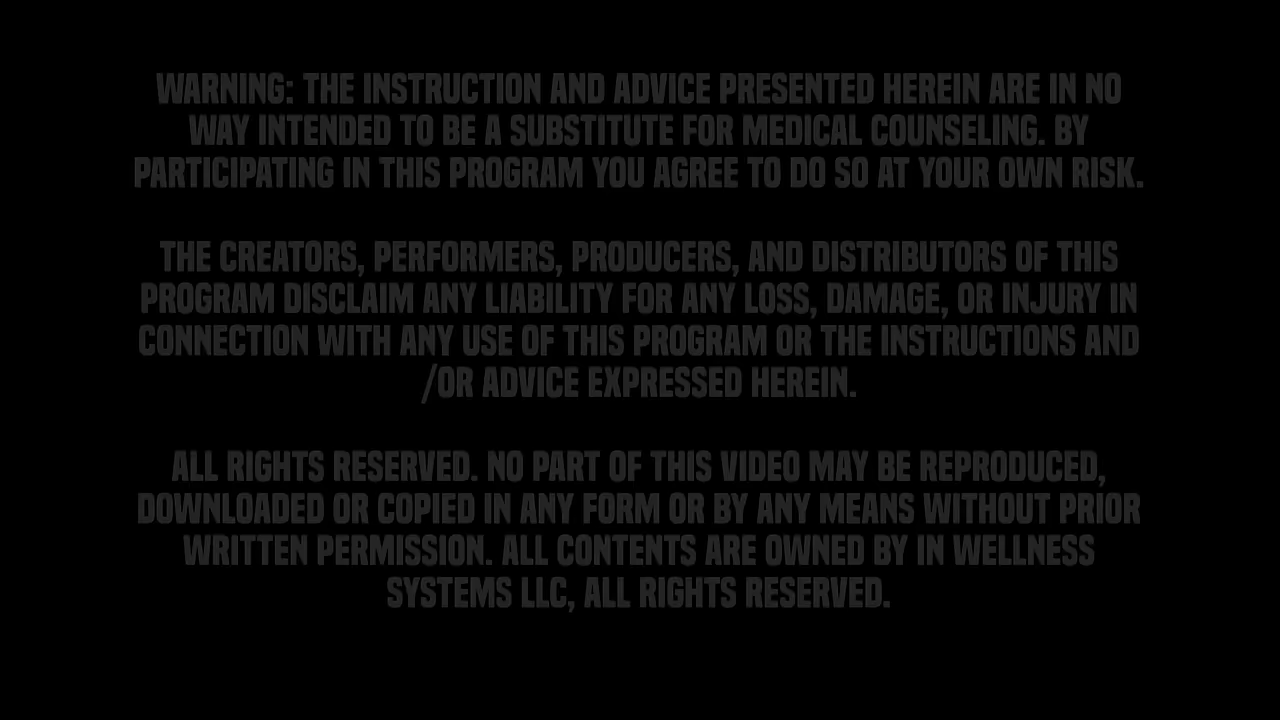 WARNING: THE INSTRUCTION AND ADVICE PRESENTED HEREIN ARE IN NO
WAY INTENDED TO BE A SUBSTITUTE FOR MEDICAL COUNSELING. BY
PARTICIPATING IN THIS PROGRAM YOU AGREE TO DO SO AT YOUR OWN RISK.
THE CREATORS, PERFORMERS, PRODUCERS, AND DISTRIBUTORS OF THIS
PROGRAM DISCLAIM ANY LIABILITY FOR ANY LOSS, DAMAGE, OR INJURY IN
CONNECTION WITH ANY USE OF THIS PROGRAM OR THE INSTRUCTIONS AND
/OR ADVICE EXPRESSED HEREIN.
ALL RIGHTS RESERVED. NO PART OF THIS VIDEO MAY BE REPRODUCED,
DOWNLOADED OR COPIED IN ANY FORM OR BY ANY MEANS WITHOUT PRIOR
WRITTEN PERMISSION. ALL CONTENTS ARE OWNED BY IN WELLNESS
SYSTEMS LLC, ALL RIGHTS RESERVED.